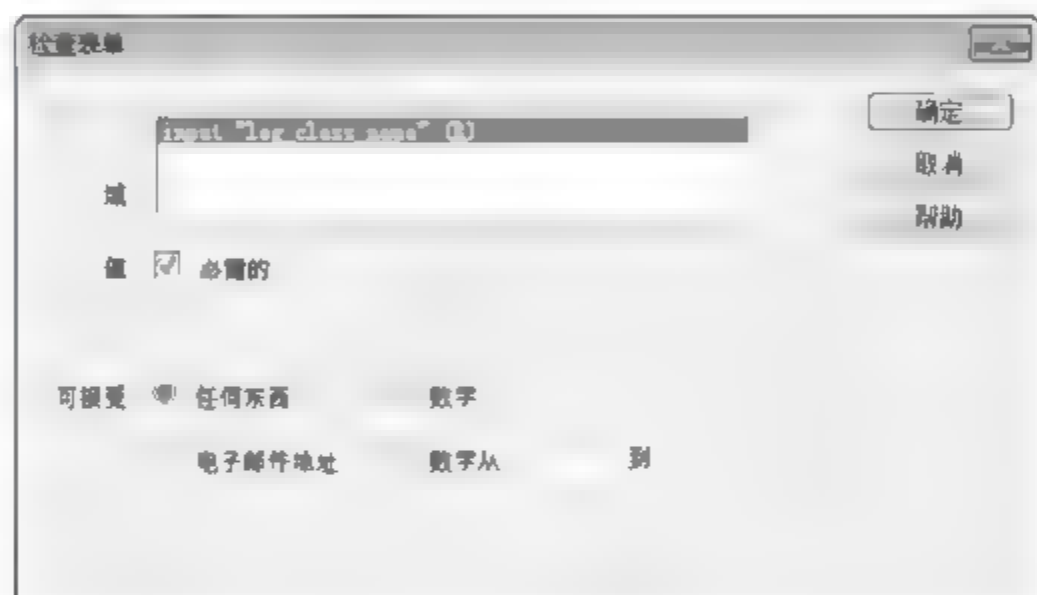 检查表单
input "log_class_name" (R)
确定
取消
域
帮助
值 必需的
可接受 任何东西 数字
电子邮件地址 数字从 到